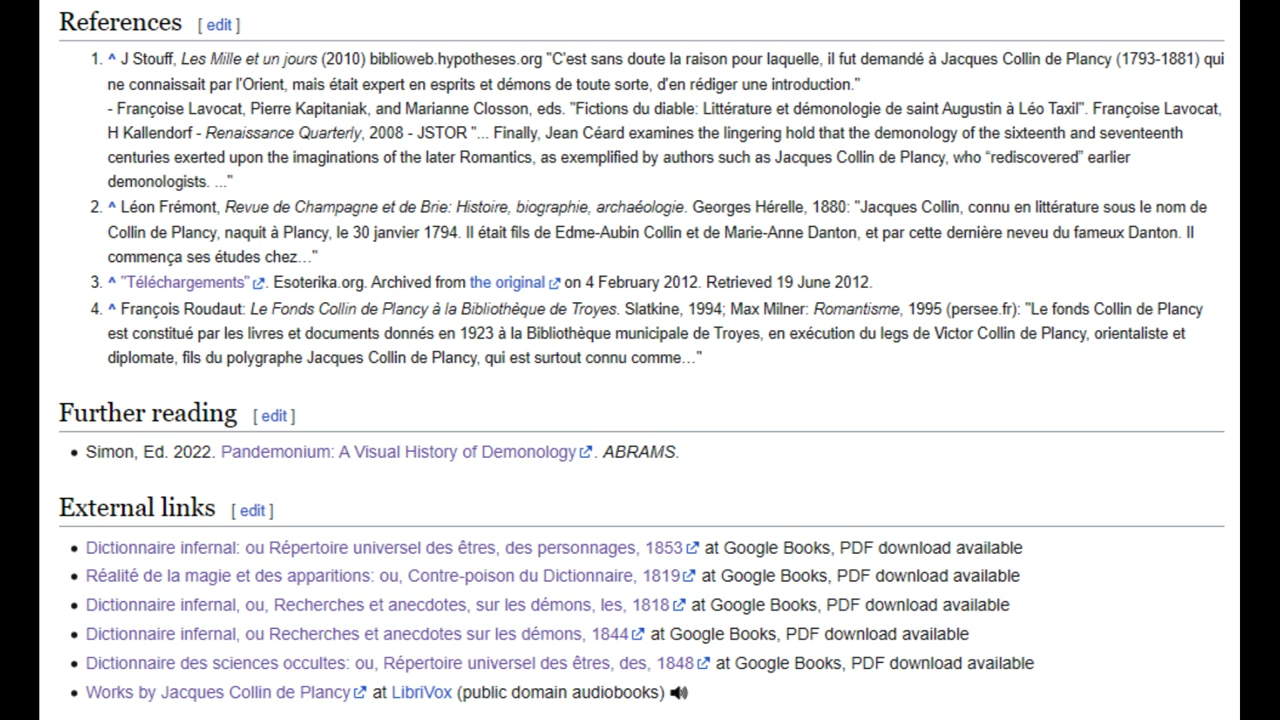 References [ edit ]
1. ^ J Stouff, Les Mille et un jours (2010) biblioweb.hypotheses.org "C'est sans doute la raison pour laquelle, il fut demandé à Jacques Collin de Plancy (1793-1881) qui
ne connaissait par l'Orient, mais était expert en esprits et démons de toute sorte, d'en rédiger une introduction."
- Françoise Lavocat, Pierre Kapitaniak, and Marianne Closson, eds. "Fictions du diable: Littérature et démonologie de saint Augustin à Léo Taxil". Françoise Lavocat,
H Kallendorf - Renaissance Quarterly, 2008 - JSTOR "... Finally, Jean Céard examines the lingering hold that the demonology of the sixteenth and seventeenth
centuries exerted upon the imaginations of the later Romantics, as exemplified by authors such as Jacques Collin de Plancy, who “rediscovered” earlier
demonologists. ..."
2. ^ Léon Frémont, Revue de Champagne et de Brie: Histoire, biographie, archaéologie. Georges Hérelle, 1880: "Jacques Collin, connu en littérature sous le nom de
Collin de Plancy, naquit à Plancy, le 30 janvier 1794. Il était fils de Edme-Aubin Collin et de Marie-Anne Danton, et par cette dernière neveu du fameux Danton. Il
commença ses études chez…"
3. ^ "Téléchargements". Esoterika.org. Archived from the original on 4 February 2012. Retrieved 19 June 2012.
4. ^ François Roudaut: Le Fonds Collin de Plancy à la Bibliothèque de Troyes. Slatkine, 1994; Max Milner: Romantisme, 1995 (persee.fr): "Le fonds Collin de Plancy
est constitué par les livres et documents donnés en 1923 à la Bibliothèque municipale de Troyes, en exécution du legs de Victor Collin de Plancy, orientaliste et
diplomate, fils du polygraphe Jacques Collin de Plancy, qui est surtout connu comme…"
Further reading [ edit ]
• Simon, Ed. 2022. Pandemonium: A Visual History of Demonology. ABRAMS.
External links [ edit ]
• Dictionnaire infernal: ou Répertoire universel des êtres, des personnages, 1853 at Google Books, PDF download available
• Réalité de la magie et des apparitions: ou, Contre-poison du Dictionnaire, 1819 at Google Books, PDF download available
• Dictionnaire infernal, ou, Recherches et anecdotes, sur les démons, les, 1818 at Google Books, PDF download available
• Dictionnaire infernal, ou Recherches et anecdotes sur les démons, 1844 at Google Books, PDF download available
• Dictionnaire des sciences occultes: ou, Répertoire universel des êtres, des, 1848 at Google Books, PDF download available
• Works by Jacques Collin de Plancy at LibriVox (public domain audiobooks)